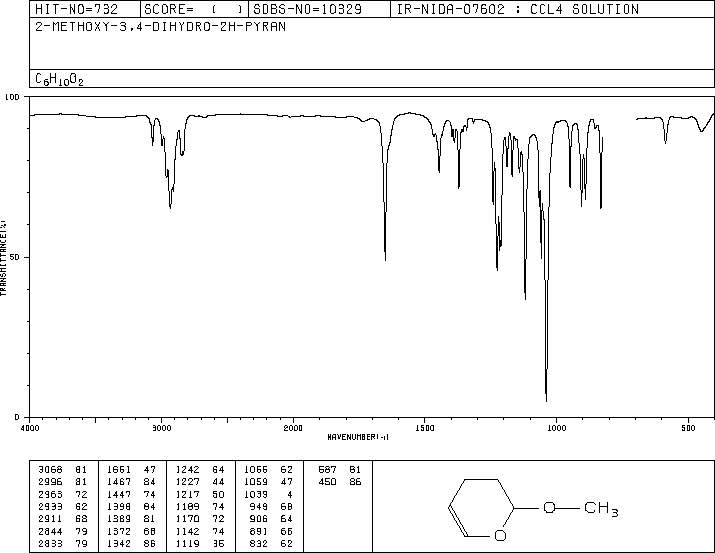 HIT-NO=732 SCORE= ( ) SDBS-NO=10329 IR-NIDA-07602 : CCL4 SOLUTION
2-METHOXY-3,4-DIHYDRO-2H-PYRAN
C6H10O2
100
50
0
TRANSMITTANCE(%)
4000 3000 2000 1500 1000 500
WAVENUMBER(-1)
3068 81 1651 47 1242 64 1066 62 587 81
2996 81 1467 84 1227 44 1059 47 450 86
2963 72 1447 74 1217 50 1039 4
2933 62 1398 84 1189 74 949 68
2911 68 1389 81 1170 72 906 64
2844 79 1372 68 1142 74 891 66
2833 79 1342 86 1119 35 832 62
O CH3
O